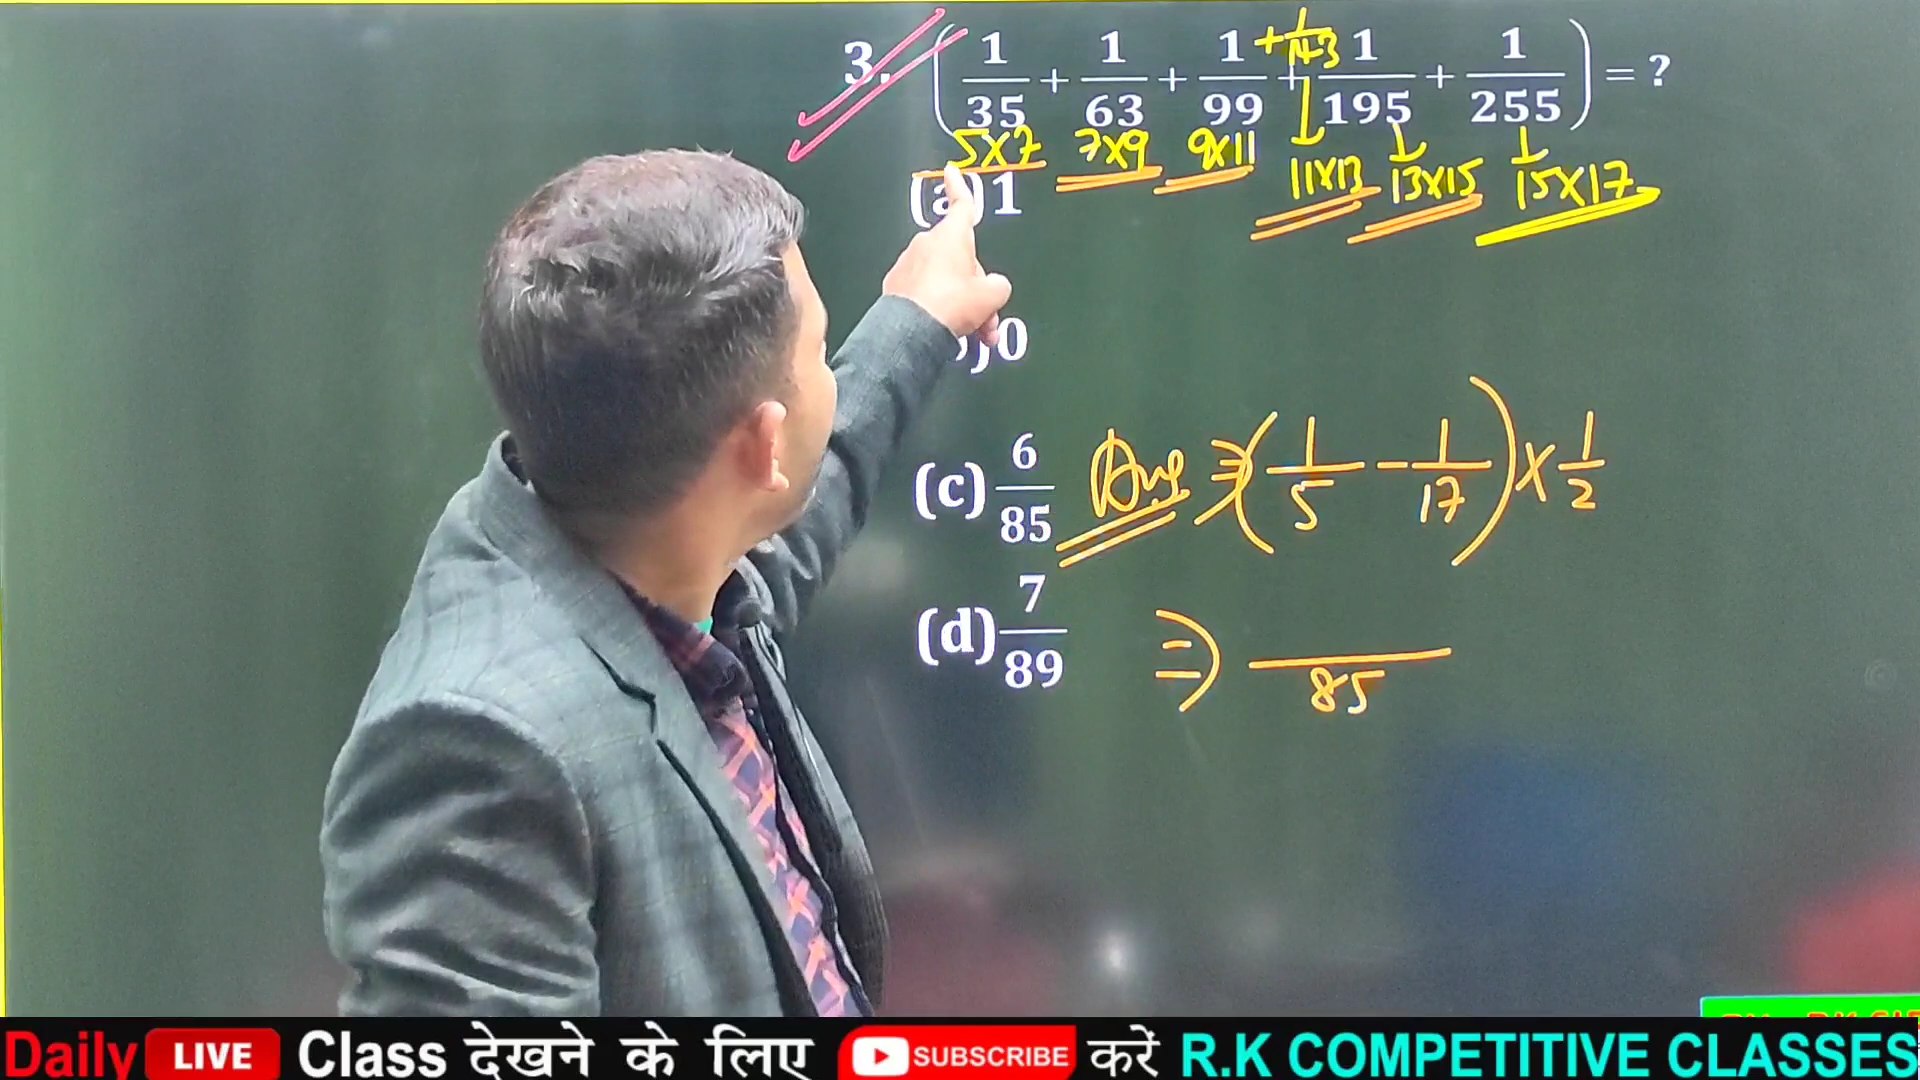 3. (1/35 + 1/63 + 1/99 + 1/143 + 1/195 + 1/255) = ?
5×7 7×9 9×11 11×13 13×15 15×17
(a) 1
0
(c) 6/85 Ans ⇒ (1/5 - 1/17) × 1/2
(d) 7/89 ⇒ /85
Daily LIVE Class देखने के लिए SUBSCRIBE करें R.K COMPETITIVE CLASSES